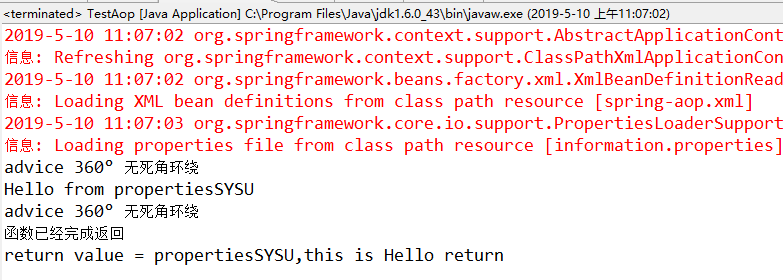 <terminated> TestAop [Java Application] C:\Program Files\Java\jdk1.6.0_43\bin\javaw.exe (2019-5-10 上午11:07:02)
2019-5-10 11:07:02 org.springframework.context.support.AbstractApplicationCont
信息: Refreshing org.springframework.context.support.ClassPathXmlApplicationCon
2019-5-10 11:07:02 org.springframework.beans.factory.xml.XmlBeanDefinitionRead
信息: Loading XML bean definitions from class path resource [spring-aop.xml]
2019-5-10 11:07:03 org.springframework.core.io.support.PropertiesLoaderSupport
信息: Loading properties file from class path resource [information.properties]
advice 360° 无死角环绕
Hello from propertiesSYSU
advice 360° 无死角环绕
函数已经完成返回
return value = propertiesSYSU,this is Hello return